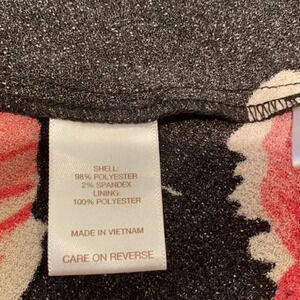 SHELL:
98% POLYESTER
2% SPANDEX
LINING:
100% POLYESTER
MADE IN VIETNAM
CARE ON REVERSE